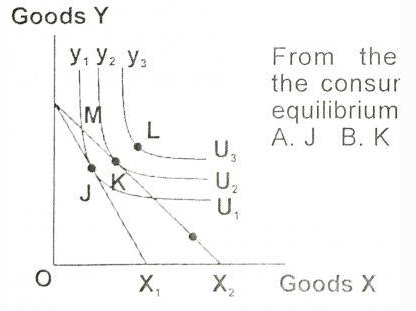 Goods Y
y₁ y₂ y₃
From the
the consur
equilibrium
A. J B. K
M
L
U₃
K
U₂
J
U₁
O
X₁
X₂
Goods X